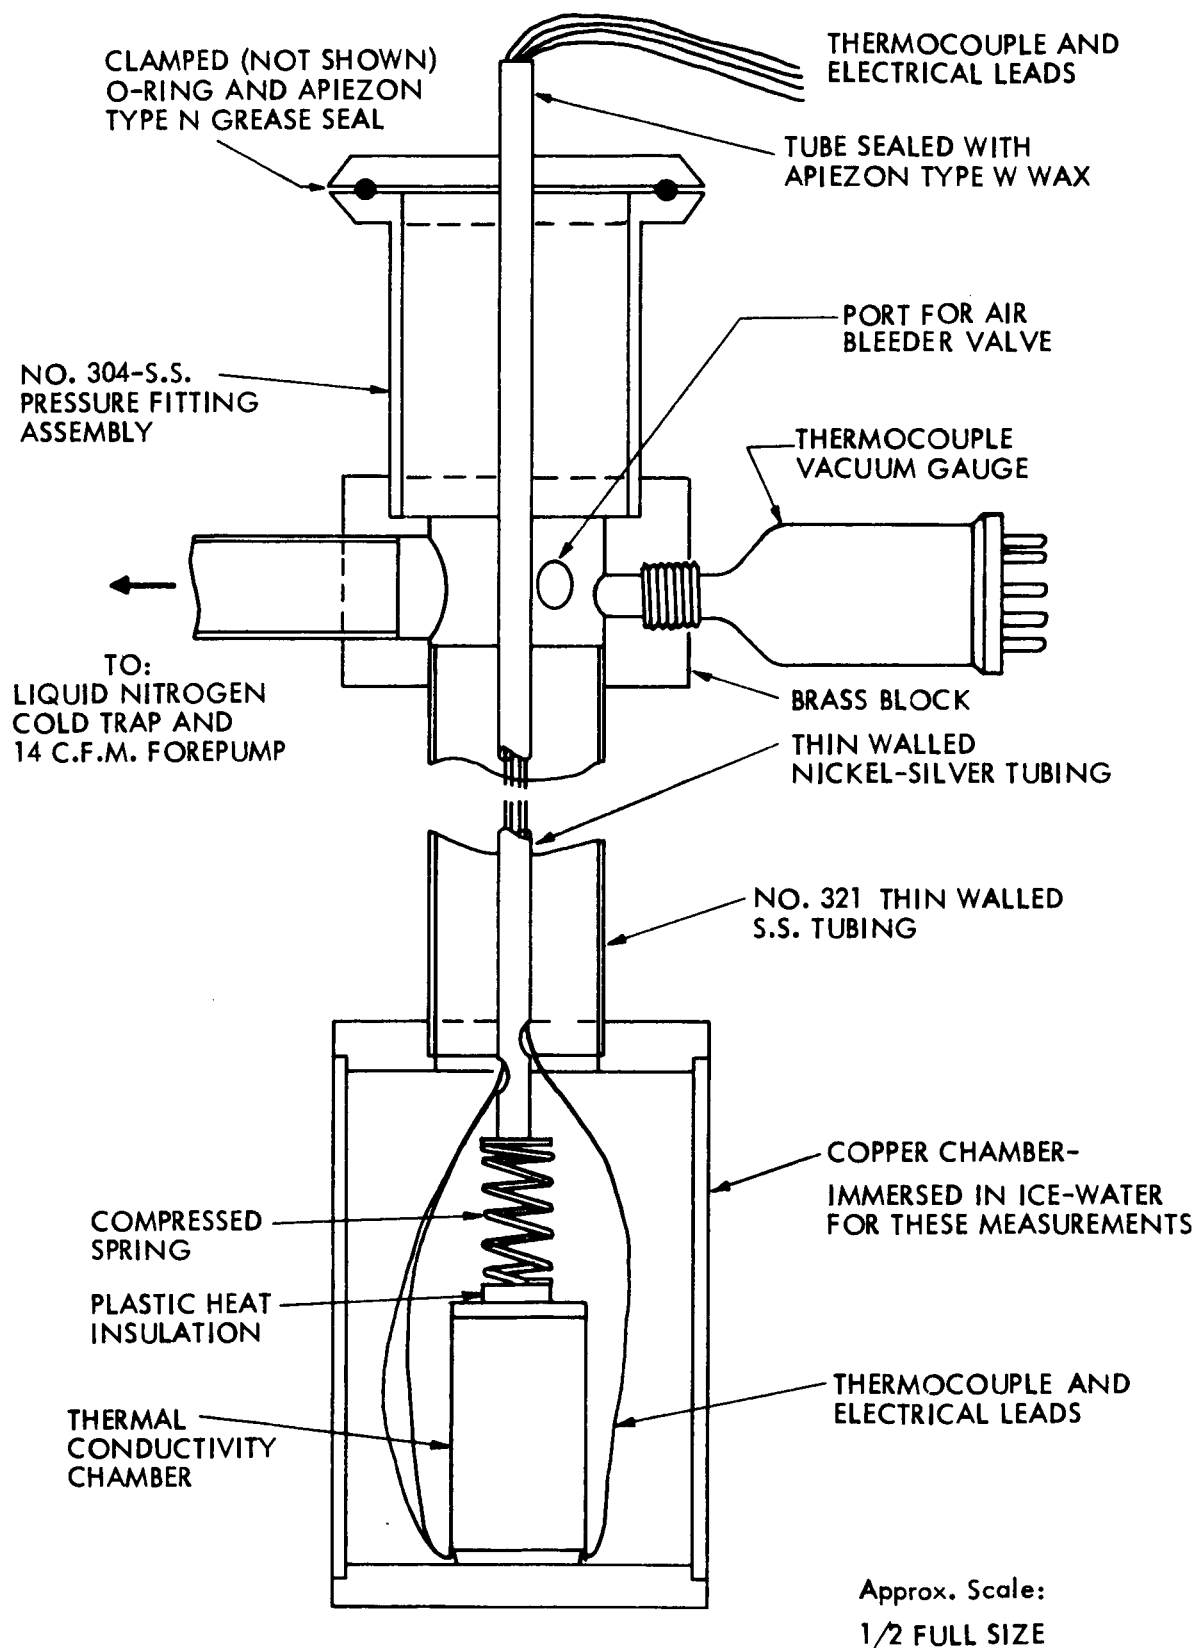 THERMOCOUPLE AND
ELECTRICAL LEADS
CLAMPED (NOT SHOWN)
O-RING AND APIEZON
TYPE N GREASE SEAL
TUBE SEALED WITH
APIEZON TYPE W WAX
PORT FOR AIR
BLEEDER VALVE
NO. 304-S.S.
PRESSURE FITTING
ASSEMBLY
THERMOCOUPLE
VACUUM GAUGE
TO:
LIQUID NITROGEN
COLD TRAP AND
14 C.F.M. FOREPUMP
BRASS BLOCK
THIN WALLED
NICKEL-SILVER TUBING
NO. 321 THIN WALLED
S.S. TUBING
COPPER CHAMBER-
IMMERSED IN ICE-WATER
FOR THESE MEASUREMENTS
COMPRESSED
SPRING
PLASTIC HEAT
INSULATION
THERMOCOUPLE AND
ELECTRICAL LEADS
THERMAL
CONDUCTIVITY
CHAMBER
Approx. Scale:
1/2 FULL SIZE